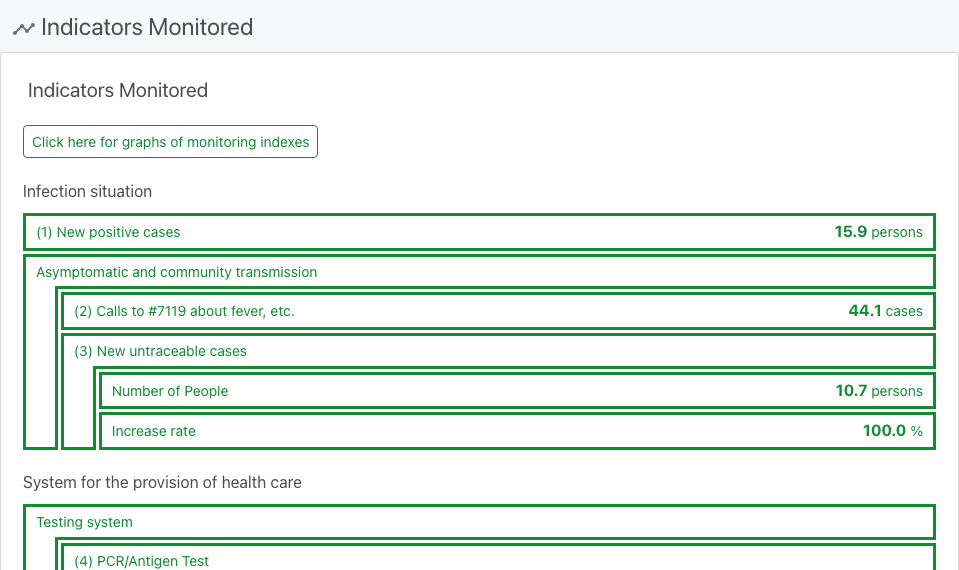 Indicators Monitored
Indicators Monitored
Click here for graphs of monitoring indexes
Infection situation
(1) New positive cases 15.9 persons
Asymptomatic and community transmission
(2) Calls to #7119 about fever, etc. 44.1 cases
(3) New untraceable cases
Number of People 10.7 persons
Increase rate 100.0 %
System for the provision of health care
Testing system
(4) PCR/Antigen Test